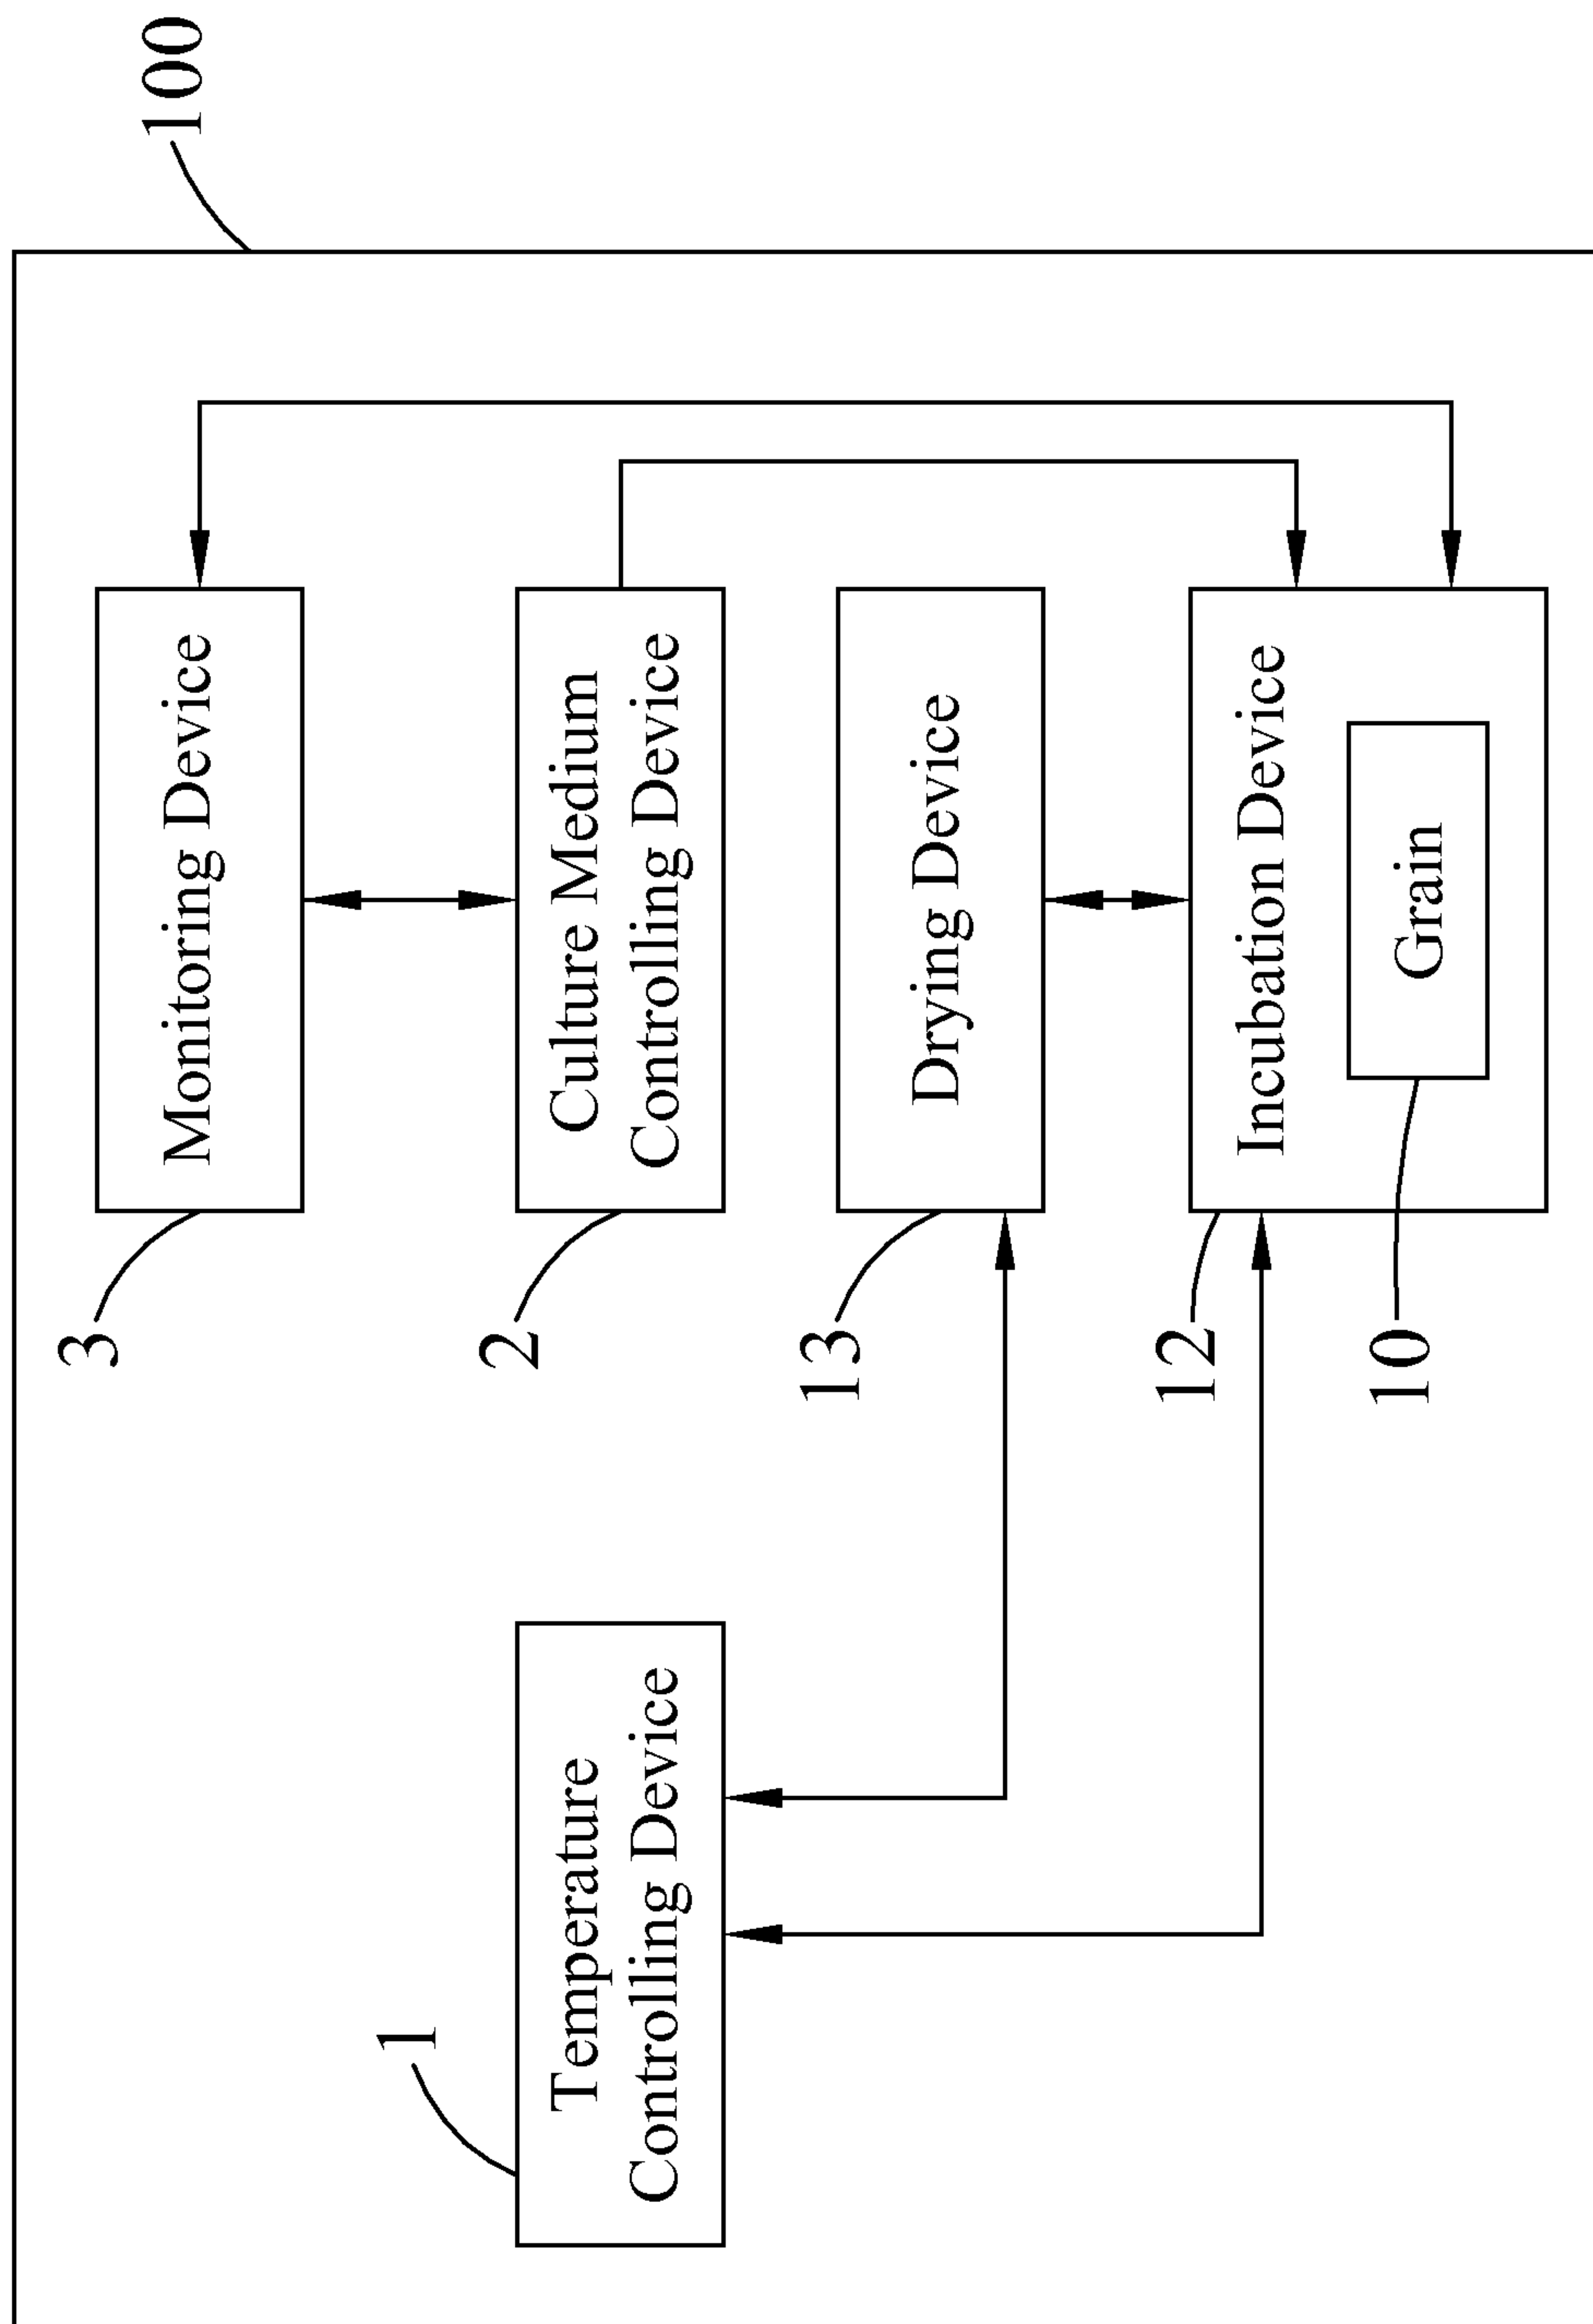 100
3
Monitoring Device
2
Culture Medium
Controlling Device
1
Temperature
Controlling Device
13
Drying Device
12
Incubation Device
10
Grain